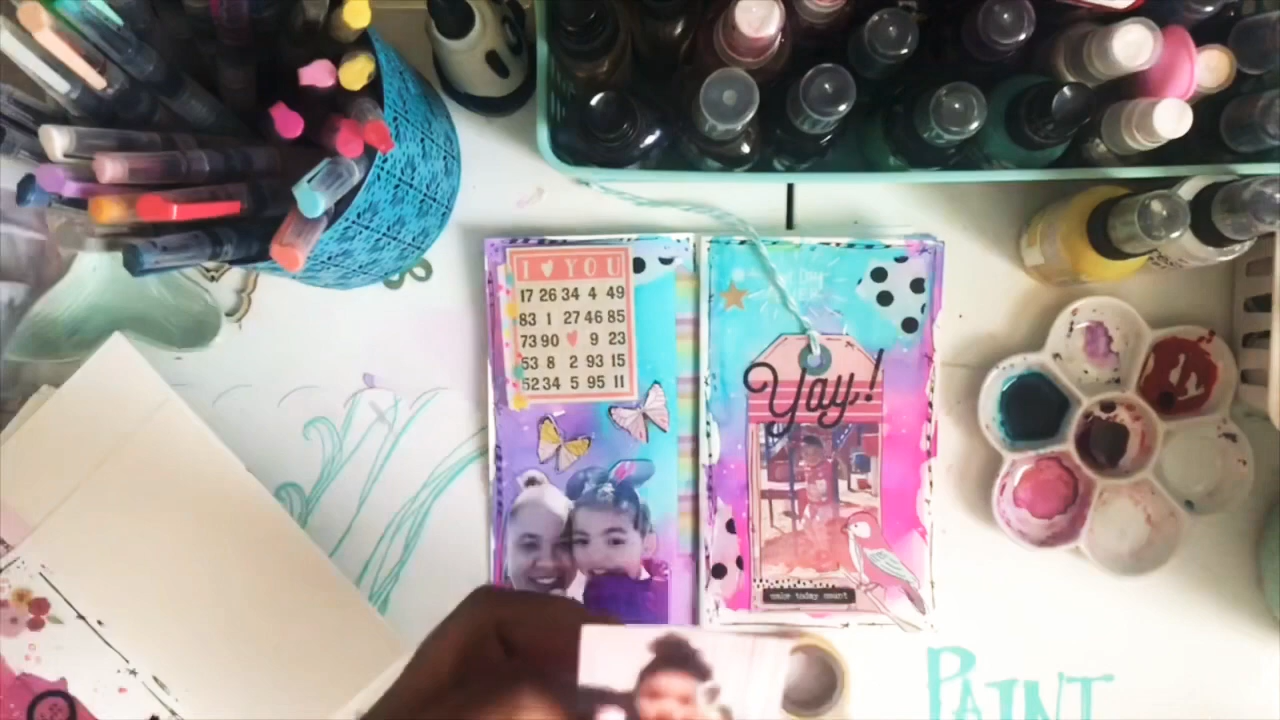 I ♥ YOU
17 26 34 4 49
83 1 27 46 85
73 90 ♥ 9 23
53 8 2 93 15
52 34 5 95 11
Yay!
make today count
PAINT